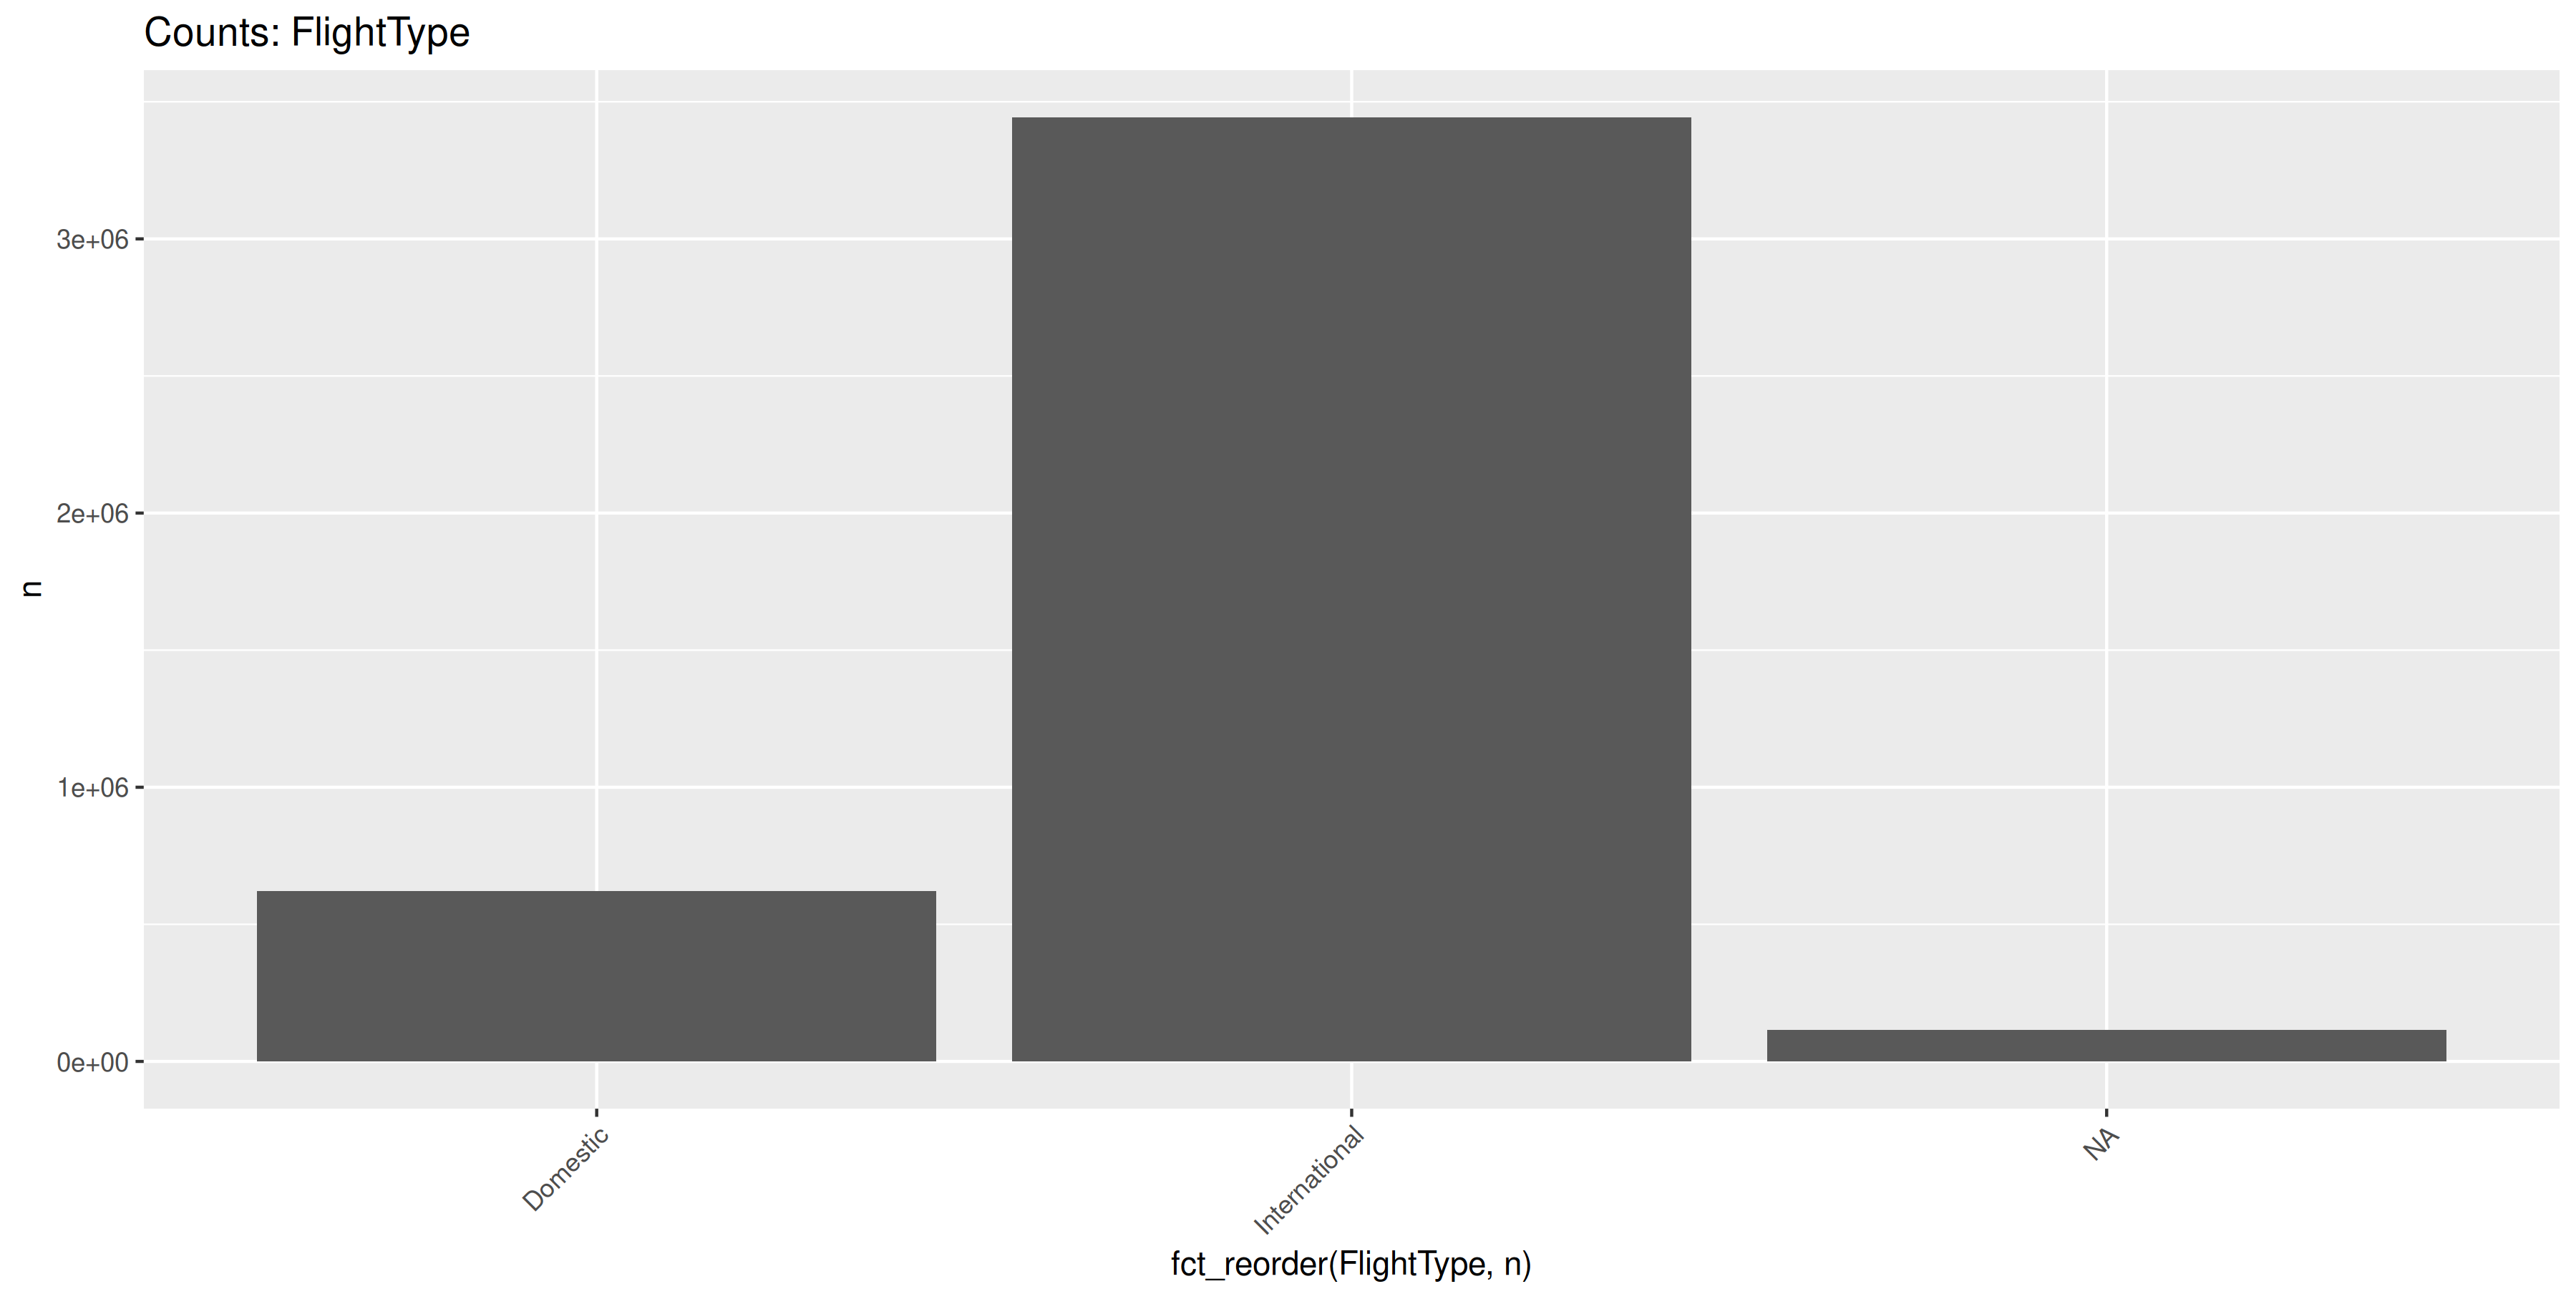 Counts: FlightType
3e+06
2e+06
1e+06
0e+00
n
Domestic
International
NA
fct_reorder(FlightType, n)